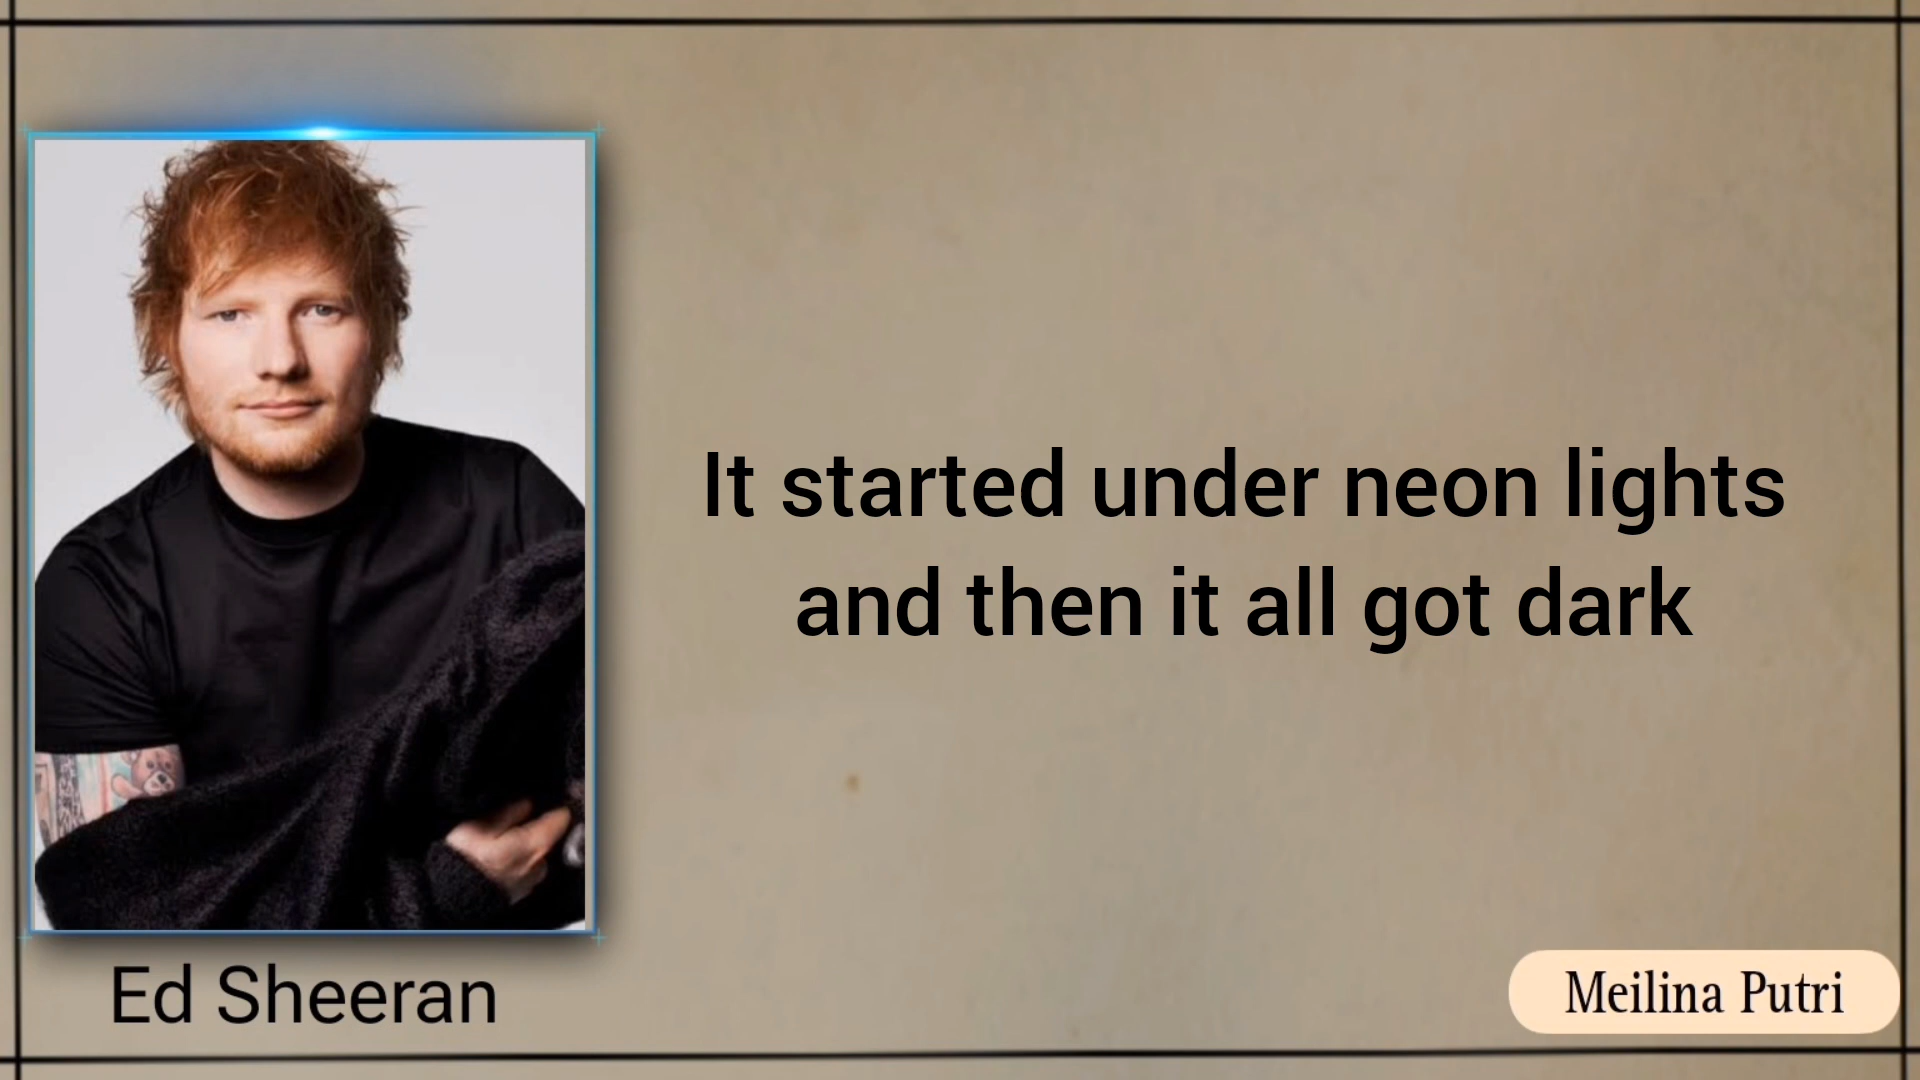 It started under neon lights
and then it all got dark
Ed Sheeran
Meilina Putri